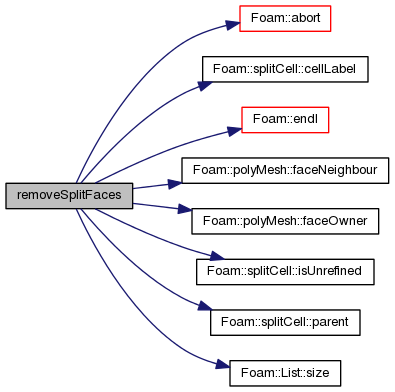 Foam::abort
Foam::splitCell::cellLabel
Foam::endl
Foam::polyMesh::faceNeighbour
removeSplitFaces
Foam::polyMesh::faceOwner
Foam::splitCell::isUnrefined
Foam::splitCell::parent
Foam::List::size